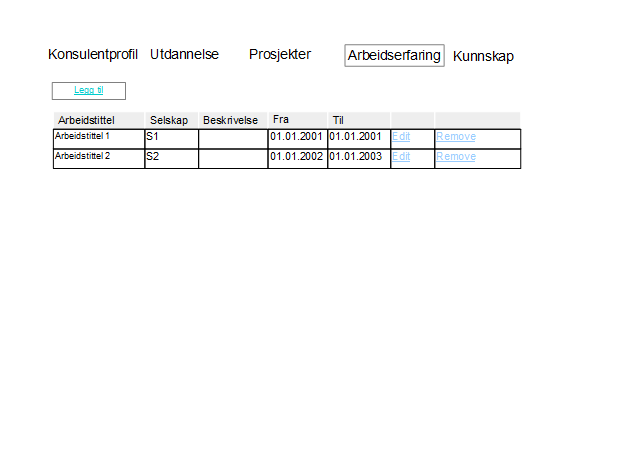 Konsulentprofil Utdannelse Prosjekter Arbeidserfaring Kunnskap
Legg til
Arbeidstittel Selskap Beskrivelse Fra Til
Arbeidstittel 1 S1 01.01.2001 01.01.2001 Edit Remove
Arbeidstittel 2 S2 01.01.2002 01.01.2003 Edit Remove